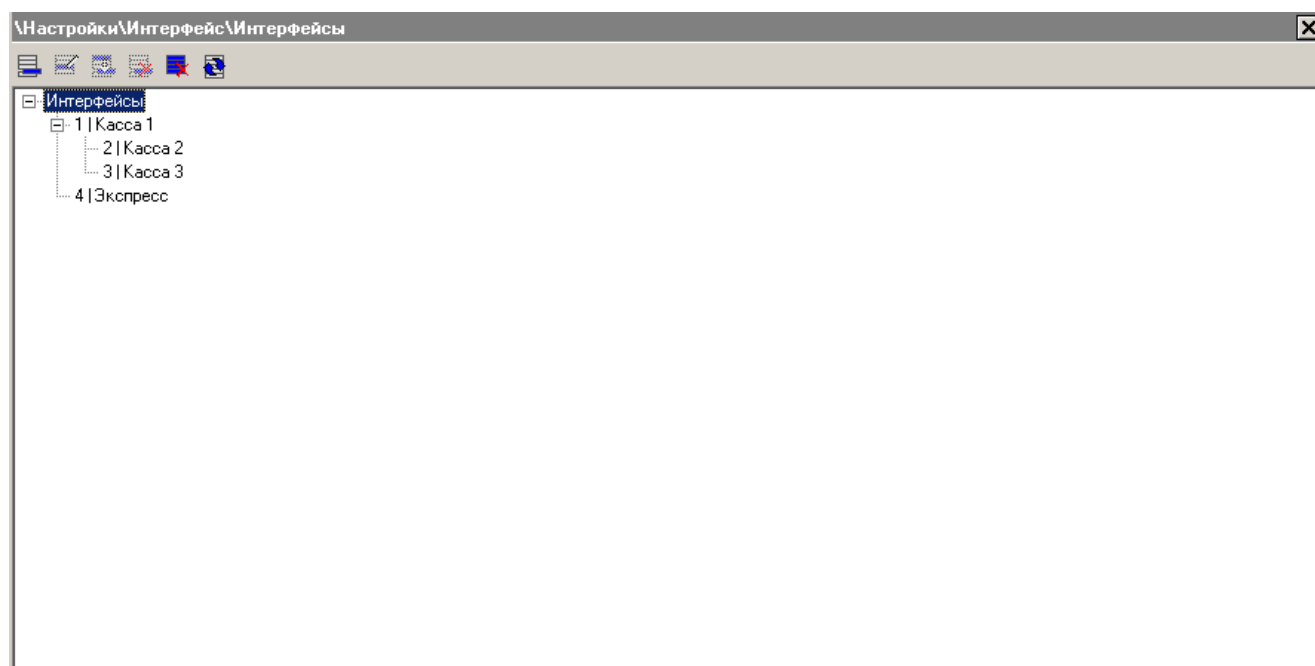 \Настройки\Интерфейс\Интерфейсы
Интерфейсы
1 | Касса 1
2 | Касса 2
3 | Касса 3
4 | Экспресс